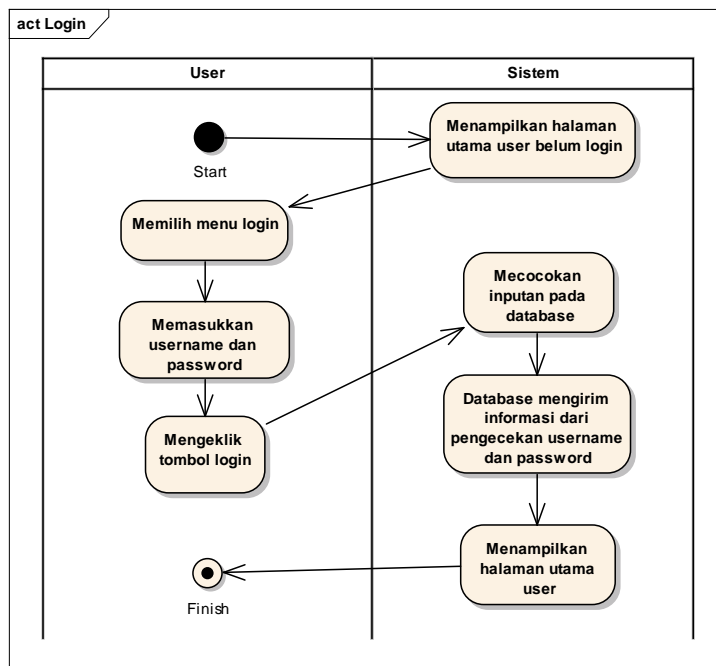 act Login
User
Sistem
Start
Menampilkan halaman
utama user belum login
Memilih menu login
Memasukkan
username dan
password
Mengeklik
tombol login
Mecocokan
inputan pada
database
Database mengirim
informasi dari
pengecekan username
dan password
Menampilkan
halaman utama
user
Finish